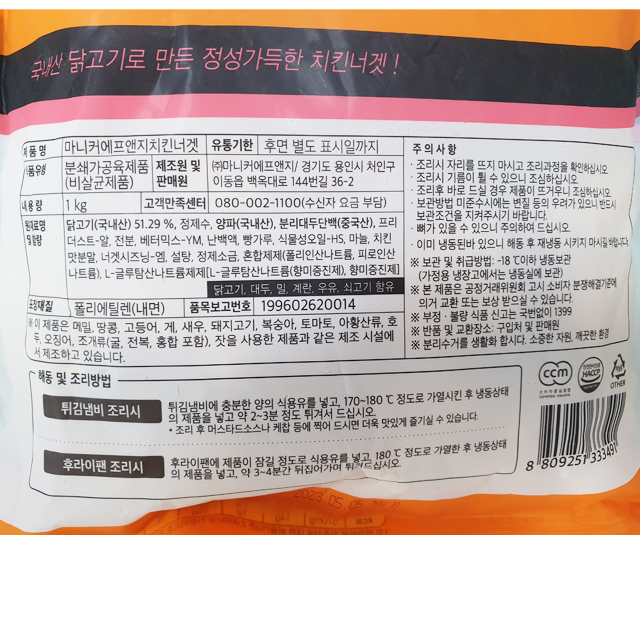 국내산 닭고기로 만든 정성가득한 치킨너겟 !
제 품 명 마니커에프앤지치킨너겟 유통기한 후면 별도 표시일까지
식품유형 분쇄가공육제품 (비살균제품) 제조원 및 판매원 ㈜마니커에프앤지/ 경기도 용인시 처인구 이동읍 백옥대로 144번길 36-2
내 용 량 1 kg 고객만족센터 080-002-1100(수신자 요금 부담)
원재료명 및 함량
닭고기(국내산) 51.29 %, 정제수, 양파(국내산), 분리대두단백(중국산), 프리
더스트-알, 전분, 베터믹스-YM, 난백액, 빵가루, 식물성오일-HS, 마늘, 치킨
맛분말, 너겟시즈닝-엠, 설탕, 정제소금, 혼합제제(폴리인산나트륨, 피로인산
나트륨), L-글루탐산나트륨제제[L-글루탐산나트륨(향미증진제), 향미증진제]
닭고기, 대두, 밀, 계란, 우유, 쇠고기 함유
포장재질 폴리에틸렌(내면) 품목보고번호 199602620014
※ 이 제품은 메밀, 땅콩, 고등어, 게, 새우, 돼지고기, 복숭아, 토마토, 아황산류, 호
두, 오징어, 조개류(굴, 전복, 홍합 포함), 잣을 사용한 제품과 같은 제조 시설에
서 제조하고 있습니다.
주 의 사 항
· 조리시 자리를 뜨지 마시고 조리과정을 확인하십시오.
· 조리시 기름이 튈 수 있으니 조심하십시오.
· 조리후 바로 드실 경우 제품이 뜨거우니 조심하십시오.
· 보관방법 미준수시에는 변질 등의 우려가 있으니 반드시
보관조건을 지켜주시기 바랍니다.
· 뼈가 있을 수 있으니 주의하여 주십시오.
· 이미 냉동된바 있으니 해동 후 재냉동 시키지 마시길 바랍니다.
※ 보관 및 취급방법: -18 ℃이하 냉동보관
(가정용 냉장고에서는 냉동실에 보관)
※ 본 제품은 공정거래위원회 고시 소비자 분쟁해결기준에
의거 교환 또는 보상 받으실 수 있습니다.
※ 부정 · 불량 식품 신고는 국번없이 1399
※ 반품 및 교환장소: 구입처 및 판매원
※ 분리수거를 생활화 합시다. 소중한 자원, 깨끗한 환경
ccm
HACCP
OTHER
해동 및 조리방법
튀김냄비 조리시
튀김냄비에 충분한 양의 식용유를 넣고, 170~180 ℃ 정도로 가열시킨 후 냉동상태
의 제품을 넣고 약 2~3분 정도 튀겨서 드십시오.
• 조리 후 머스타드소스나 케찹 등에 찍어 드시면 더욱 맛있게 즐기실 수 있습니다.
후라이팬 조리시
후라이팬에 제품이 잠길 정도로 식용유를 넣고, 180 ℃ 정도로 가열한 후 냉동상태
의 제품을 넣고, 약 3~4분간 뒤집어가며 튀겨드십시오.
8 809251 333491